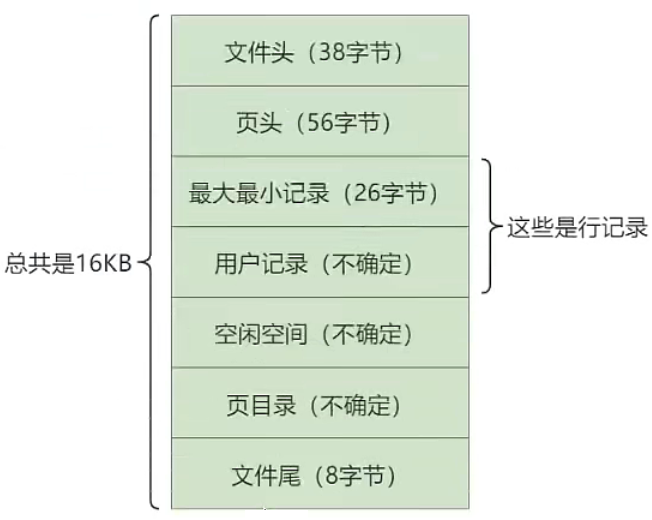 文件头（38字节）
页头（56字节）
最大最小记录（26字节）
用户记录（不确定）
空闲空间（不确定）
页目录（不确定）
文件尾（8字节）
总共是16KB
这些是行记录